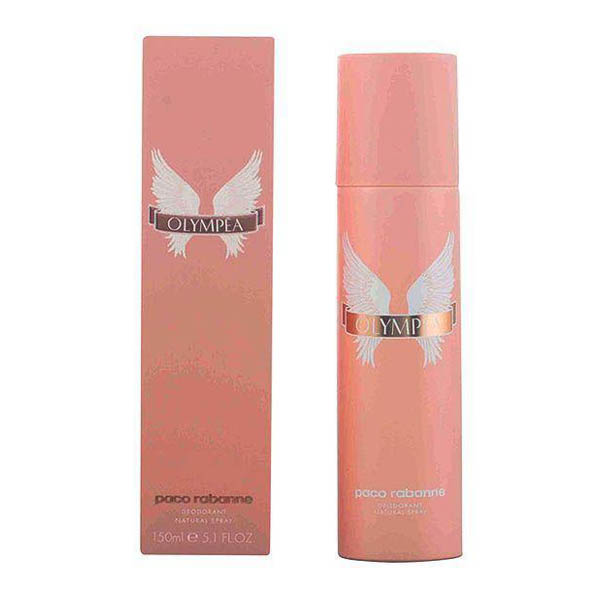 OLYMPÉA
paco rabanne
DEODORANT
NATURAL SPRAY
150ml ℮ 5.1 FL.OZ
OLYMPÉA
paco rabanne
DEODORANT
NATURAL SPRAY